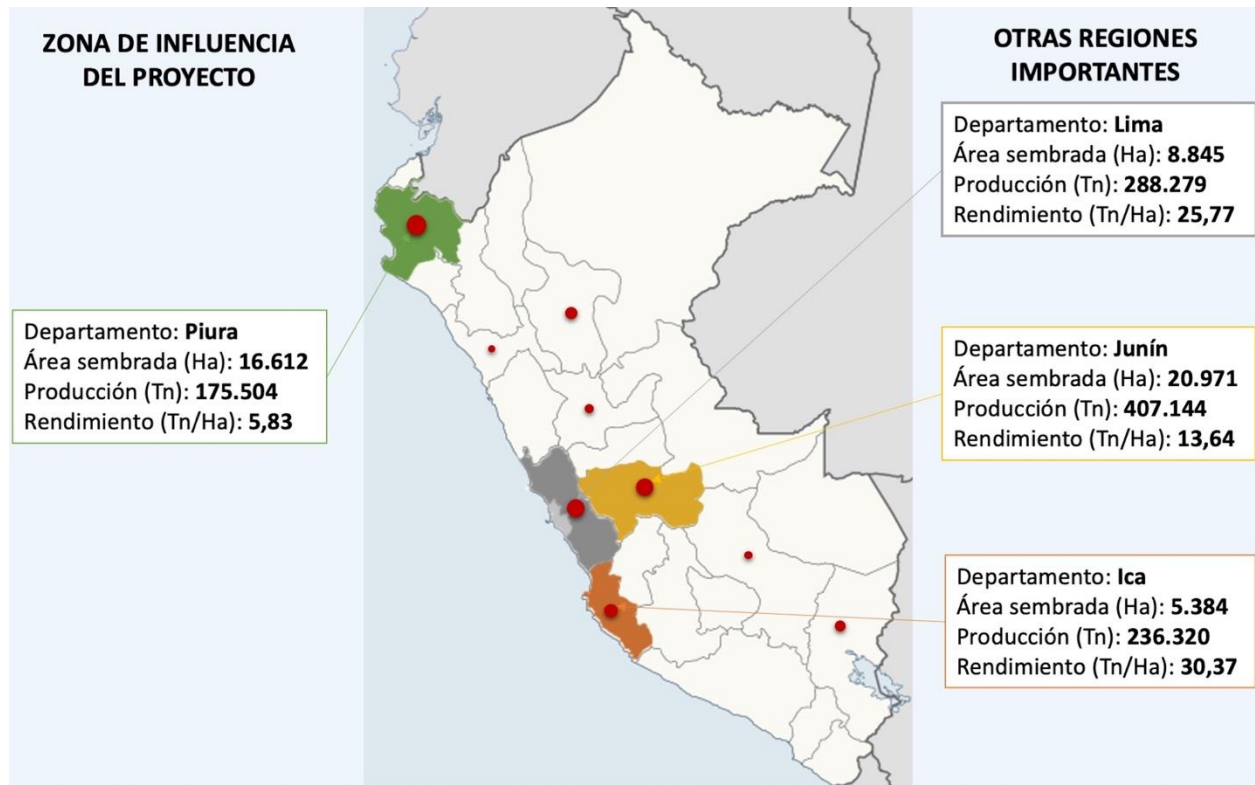 ZONA DE INFLUENCIA
DEL PROYECTO
Departamento: Piura
Área sembrada (Ha): 16.612
Producción (Tn): 175.504
Rendimiento (Tn/Ha): 5,83
OTRAS REGIONES
IMPORTANTES
Departamento: Lima
Área sembrada (Ha): 8.845
Producción (Tn): 288.279
Rendimiento (Tn/Ha): 25,77
Departamento: Junín
Área sembrada (Ha): 20.971
Producción (Tn): 407.144
Rendimiento (Tn/Ha): 13,64
Departamento: Ica
Área sembrada (Ha): 5.384
Producción (Tn): 236.320
Rendimiento (Tn/Ha): 30,37